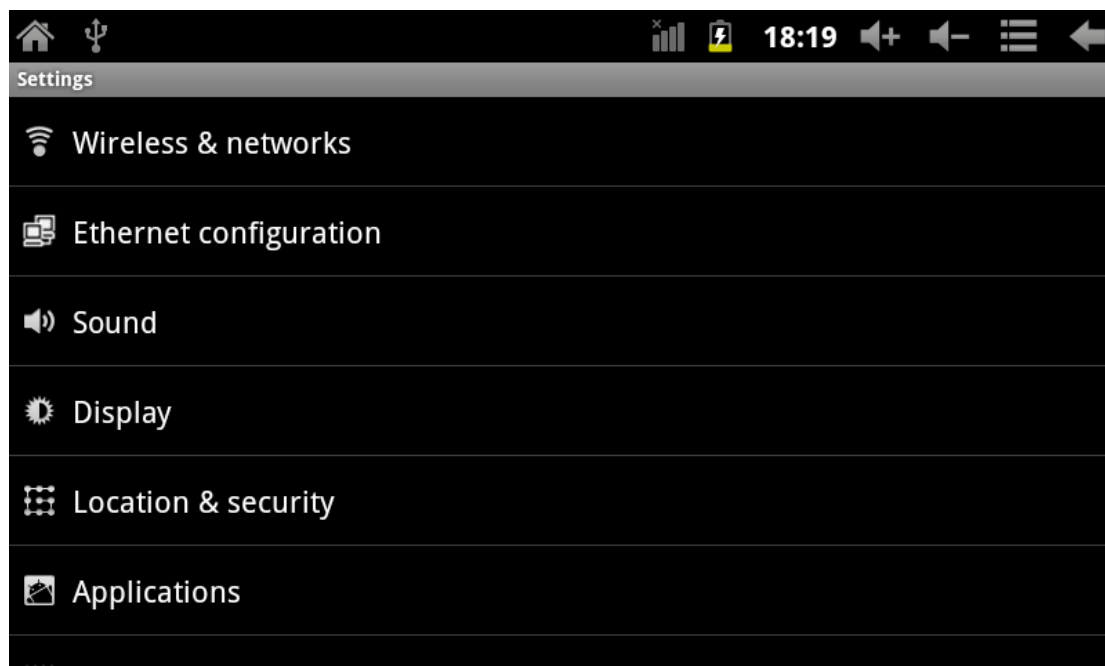 18:19
Settings
Wireless & networks
Ethernet configuration
Sound
Display
Location & security
Applications